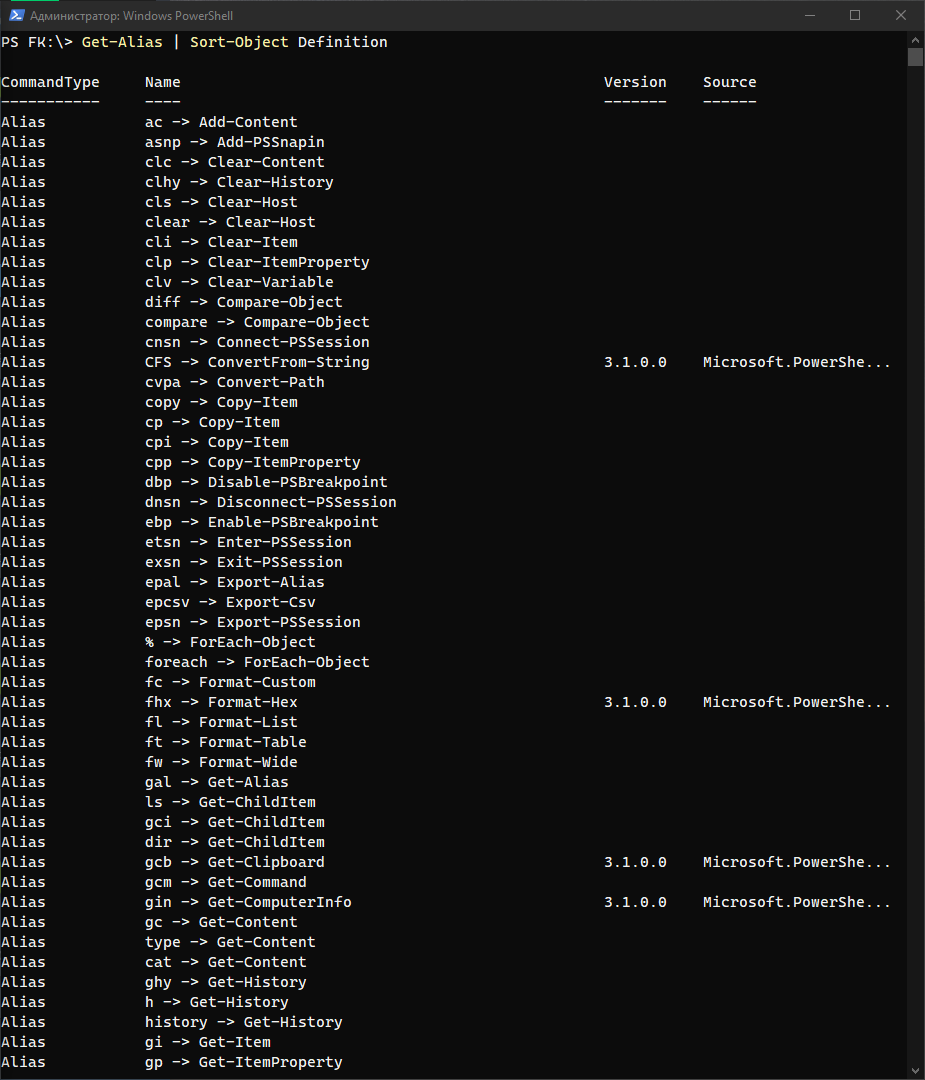 Администратор: Windows PowerShell
PS FK:\> Get-Alias | Sort-Object Definition
CommandType     Name                                               Version    Source
-----------     ----                                               -------    ------
Alias           ac -> Add-Content
Alias           asnp -> Add-PSSnapin
Alias           clc -> Clear-Content
Alias           clhy -> Clear-History
Alias           cls -> Clear-Host
Alias           clear -> Clear-Host
Alias           cli -> Clear-Item
Alias           clp -> Clear-ItemProperty
Alias           clv -> Clear-Variable
Alias           diff -> Compare-Object
Alias           compare -> Compare-Object
Alias           cnsn -> Connect-PSSession
Alias           CFS -> ConvertFrom-String                          3.1.0.0    Microsoft.PowerShe...
Alias           cvpa -> Convert-Path
Alias           copy -> Copy-Item
Alias           cp -> Copy-Item
Alias           cpi -> Copy-Item
Alias           cpp -> Copy-ItemProperty
Alias           dbp -> Disable-PSBreakpoint
Alias           dnsn -> Disconnect-PSSession
Alias           ebp -> Enable-PSBreakpoint
Alias           etsn -> Enter-PSSession
Alias           exsn -> Exit-PSSession
Alias           epal -> Export-Alias
Alias           epcsv -> Export-Csv
Alias           epsn -> Export-PSSession
Alias           % -> ForEach-Object
Alias           foreach -> ForEach-Object
Alias           fc -> Format-Custom
Alias           fhx -> Format-Hex                                  3.1.0.0    Microsoft.PowerShe...
Alias           fl -> Format-List
Alias           ft -> Format-Table
Alias           fw -> Format-Wide
Alias           gal -> Get-Alias
Alias           ls -> Get-ChildItem
Alias           gci -> Get-ChildItem
Alias           dir -> Get-ChildItem
Alias           gcb -> Get-Clipboard                               3.1.0.0    Microsoft.PowerShe...
Alias           gcm -> Get-Command
Alias           gin -> Get-ComputerInfo                            3.1.0.0    Microsoft.PowerShe...
Alias           gc -> Get-Content
Alias           type -> Get-Content
Alias           cat -> Get-Content
Alias           ghy -> Get-History
Alias           h -> Get-History
Alias           history -> Get-History
Alias           gi -> Get-Item
Alias           gp -> Get-ItemProperty